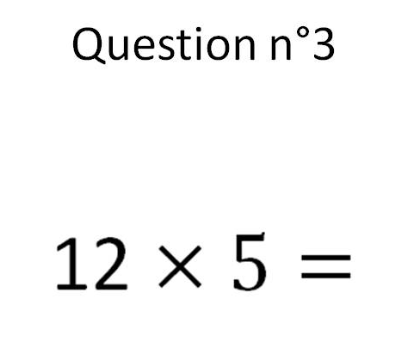 Question n°3
12 × 5 =